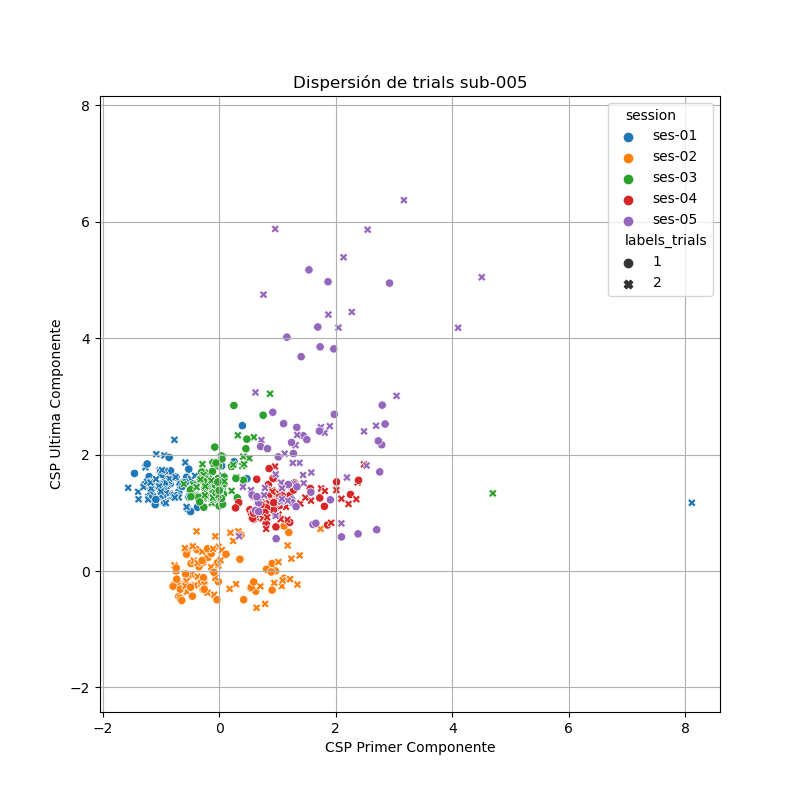 Dispersión de trials sub-005
CSP Ultima Componente
8
6
4
2
0
−2
−2
0
2
4
6
8
CSP Primer Componente
session
ses-01
ses-02
ses-03
ses-04
ses-05
labels_trials
1
2